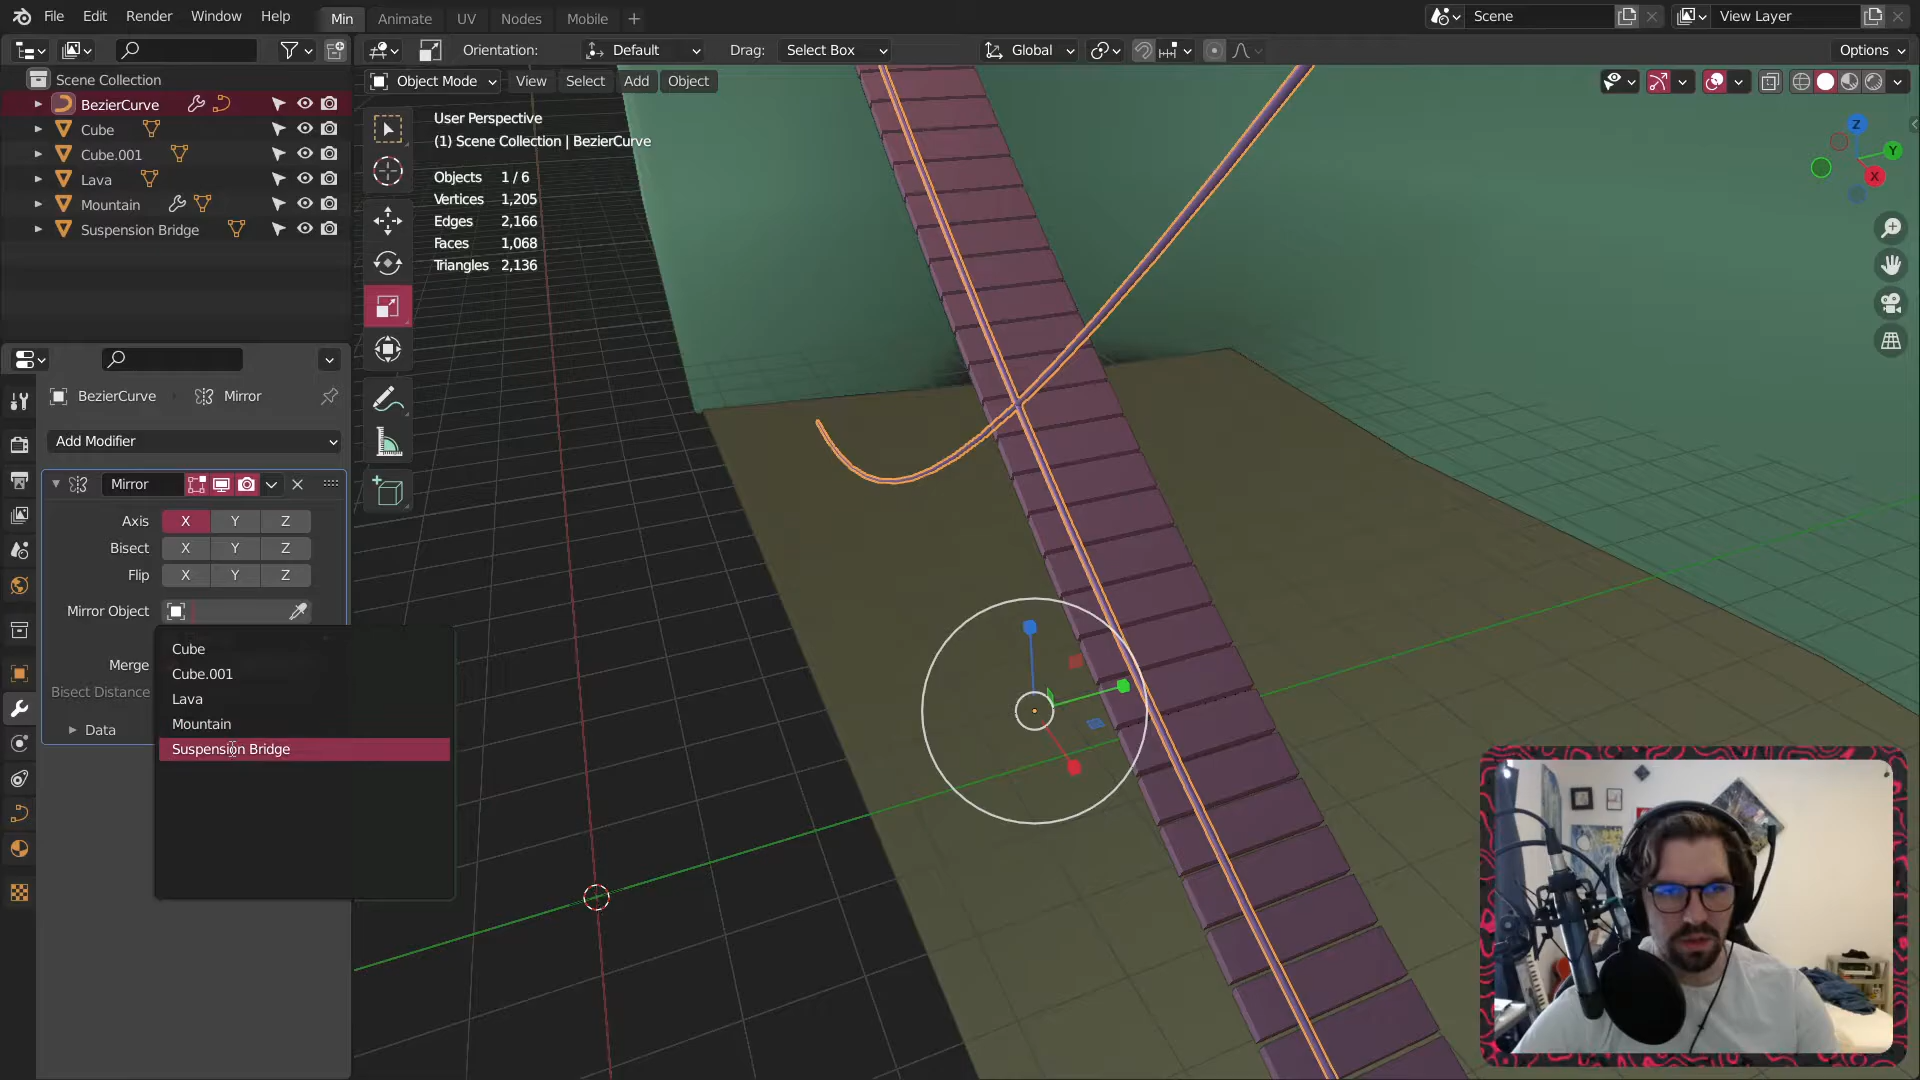 File Edit Render Window Help Min Animate UV Nodes Mobile + Scene View Layer
Orientation: Default Drag: Select Box Global Options
Scene Collection
BezierCurve
Cube
Cube.001
Lava
Mountain
Suspension Bridge
Object Mode View Select Add Object
User Perspective
(1) Scene Collection | BezierCurve
Objects 1 / 6
Vertices 1,205
Edges 2,166
Faces 1,068
Triangles 2,136
Z
Y
X
BezierCurve Mirror
Add Modifier
Mirror
Axis X Y Z
Bisect X Y Z
Flip X Y Z
Mirror Object
Merge
Bisect Distance
Data
Cube
Cube.001
Lava
Mountain
Suspension Bridge